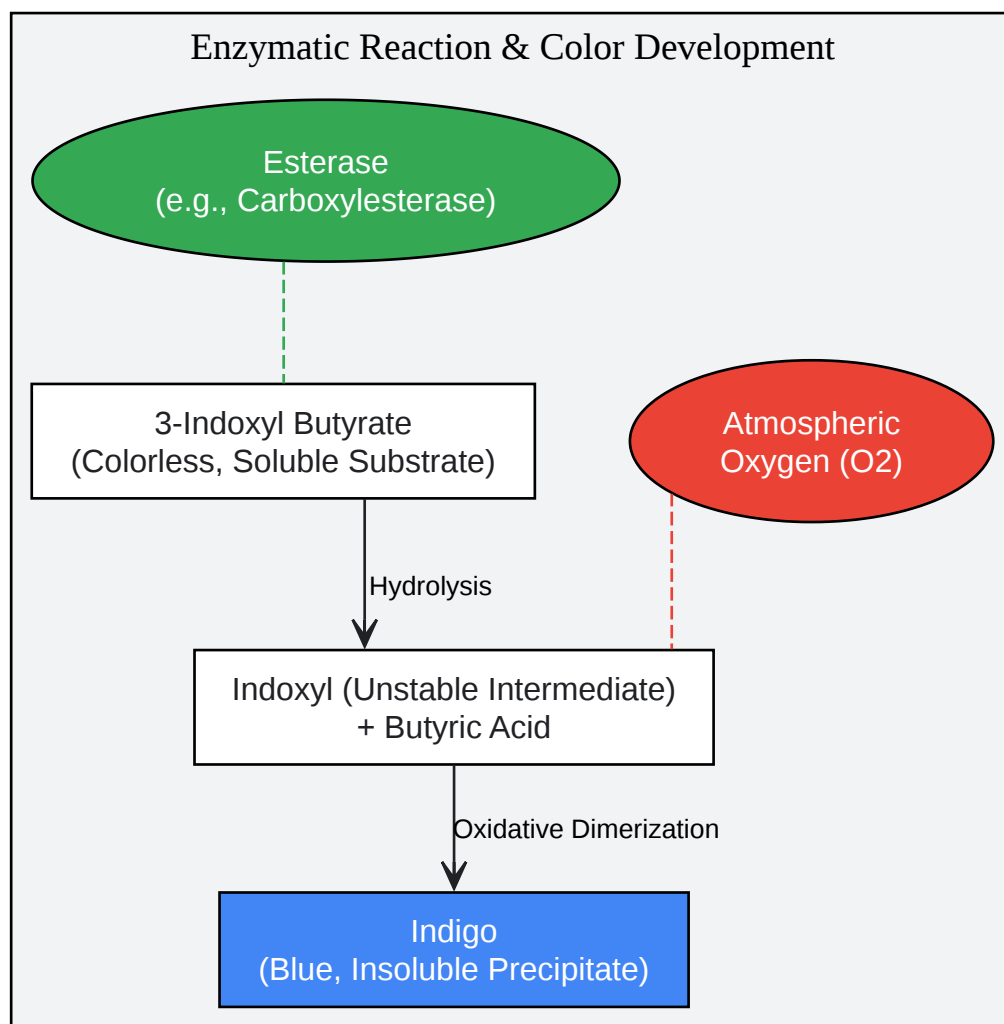 Enzymatic Reaction & Color Development
Esterase
(e.g., Carboxylesterase)
3-Indoxyl Butyrate
(Colorless, Soluble Substrate)
Atmospheric
Oxygen (O2)
Hydrolysis
Indoxyl (Unstable Intermediate)
+ Butyric Acid
Oxidative Dimerization
Indigo
(Blue, Insoluble Precipitate)